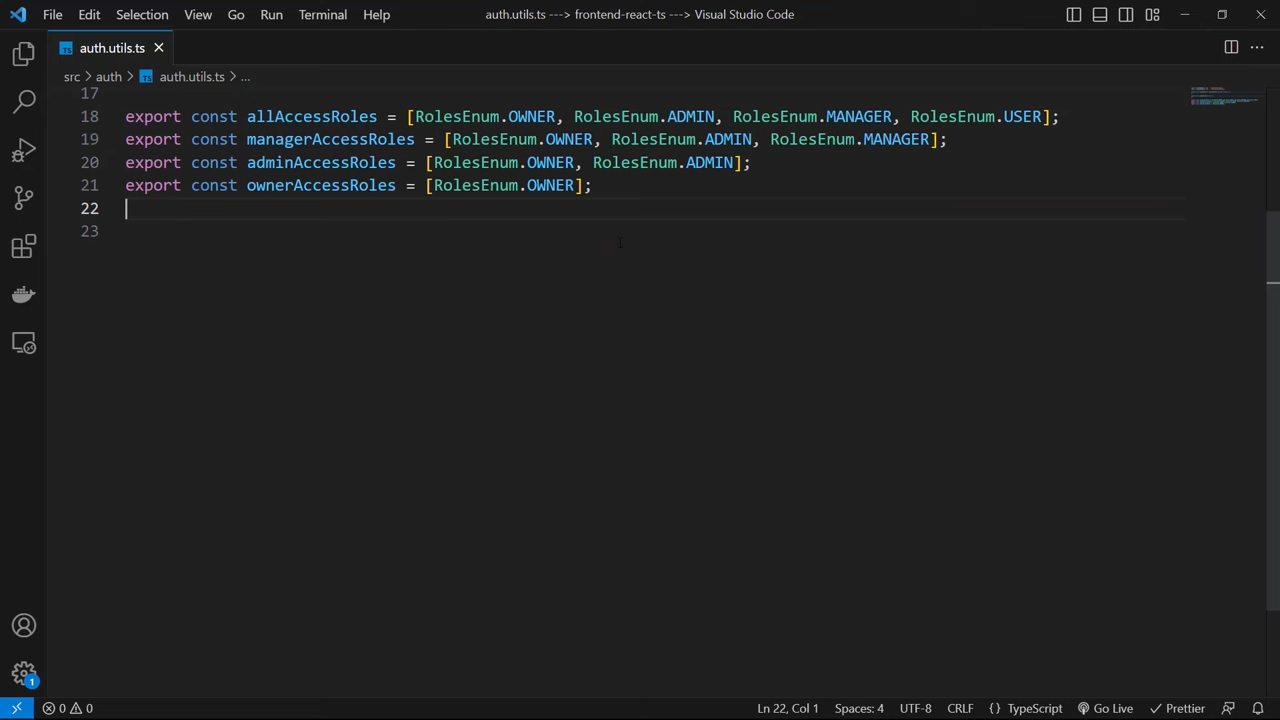 File Edit Selection View Go Run Terminal Help auth.utils.ts ---> frontend-react-ts ---> Visual Studio Code
TS auth.utils.ts
src > auth > TS auth.utils.ts > ...
17
18 export const allAccessRoles = [RolesEnum.OWNER, RolesEnum.ADMIN, RolesEnum.MANAGER, RolesEnum.USER];
19 export const managerAccessRoles = [RolesEnum.OWNER, RolesEnum.ADMIN, RolesEnum.MANAGER];
20 export const adminAccessRoles = [RolesEnum.OWNER, RolesEnum.ADMIN];
21 export const ownerAccessRoles = [RolesEnum.OWNER];
22
23
1
0 0 Ln 22, Col 1 Spaces: 4 UTF-8 CRLF {} TypeScript Go Live Prettier